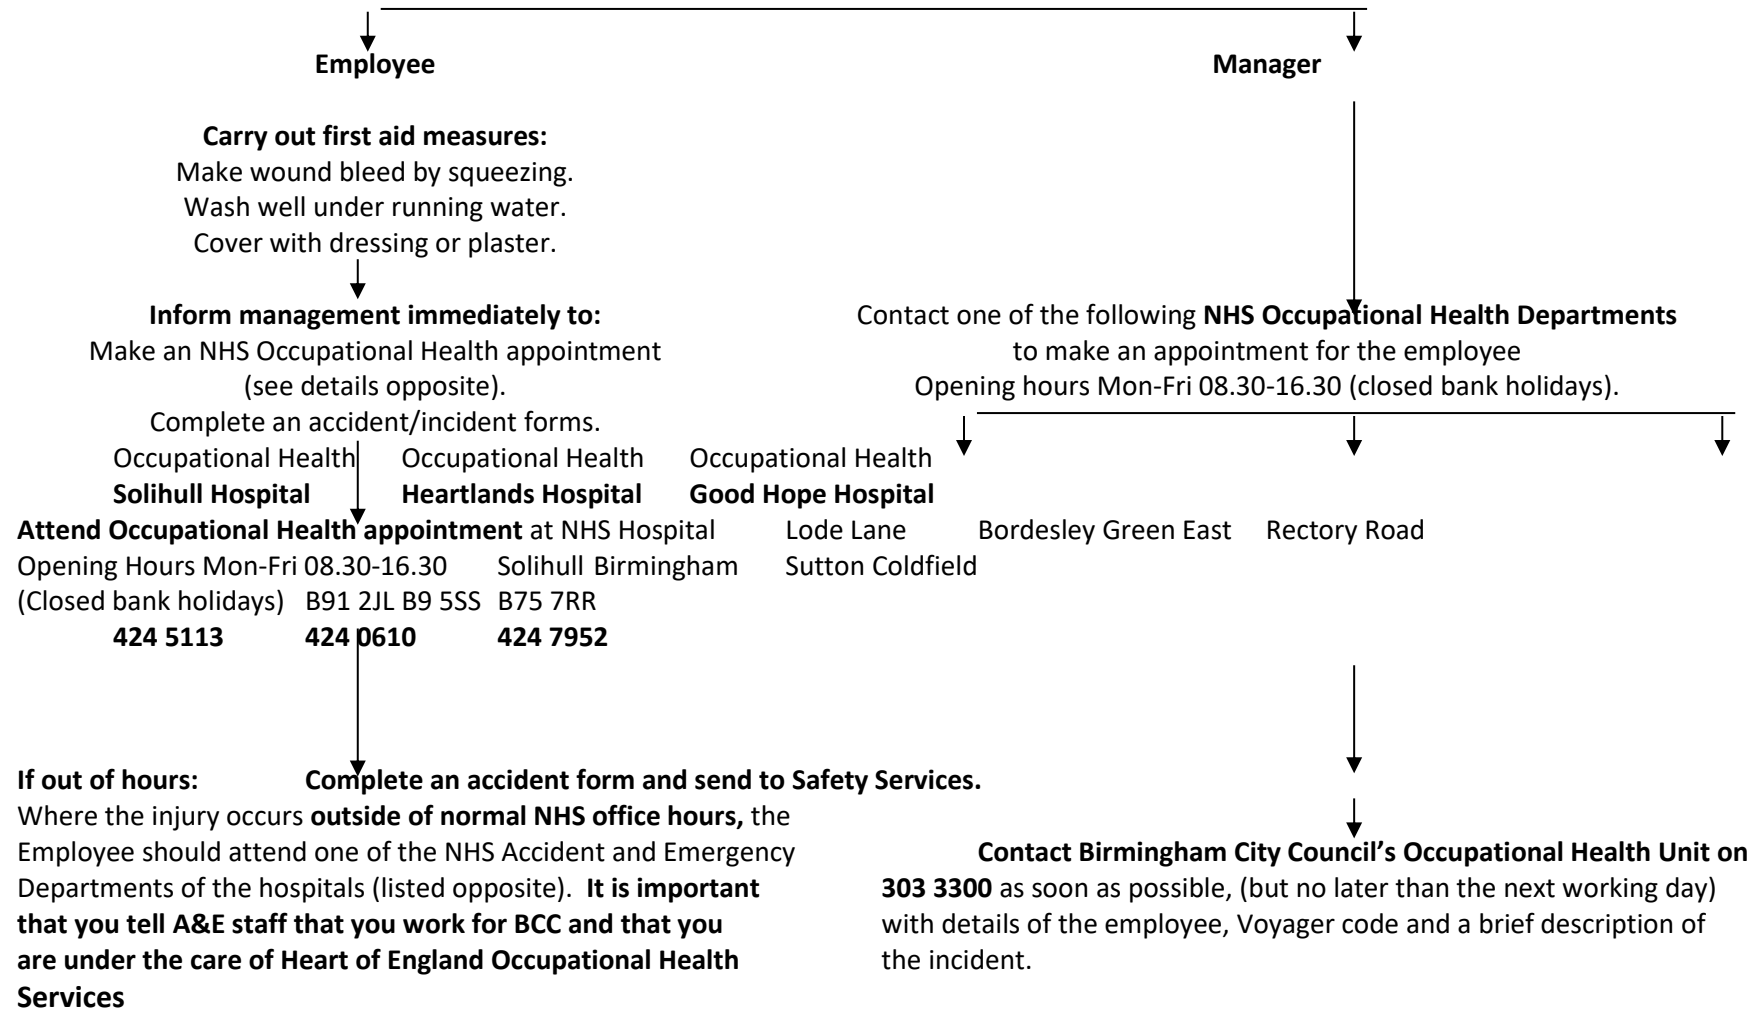 Employee Manager
Carry out first aid measures:
Make wound bleed by squeezing.
Wash well under running water.
Cover with dressing or plaster.
Inform management immediately to: Contact one of the following NHS Occupational Health Departments
Make an NHS Occupational Health appointment to make an appointment for the employee
(see details opposite). Opening hours Mon-Fri 08.30-16.30 (closed bank holidays).
Complete an accident/incident forms.
Occupational Health Occupational Health Occupational Health
Solihull Hospital Heartlands Hospital Good Hope Hospital
Attend Occupational Health appointment at NHS Hospital Lode Lane Bordesley Green East Rectory Road
Opening Hours Mon-Fri 08.30-16.30 Solihull Birmingham Sutton Coldfield
(Closed bank holidays) B91 2JL B9 5SS B75 7RR
424 5113 424 0610 424 7952
If out of hours: Complete an accident form and send to Safety Services.
Where the injury occurs outside of normal NHS office hours, the
Employee should attend one of the NHS Accident and Emergency Contact Birmingham City Council's Occupational Health Unit on
Departments of the hospitals (listed opposite). It is important 303 3300 as soon as possible, (but no later than the next working day)
that you tell A&E staff that you work for BCC and that you with details of the employee, Voyager code and a brief description of
are under the care of Heart of England Occupational Health the incident.
Services